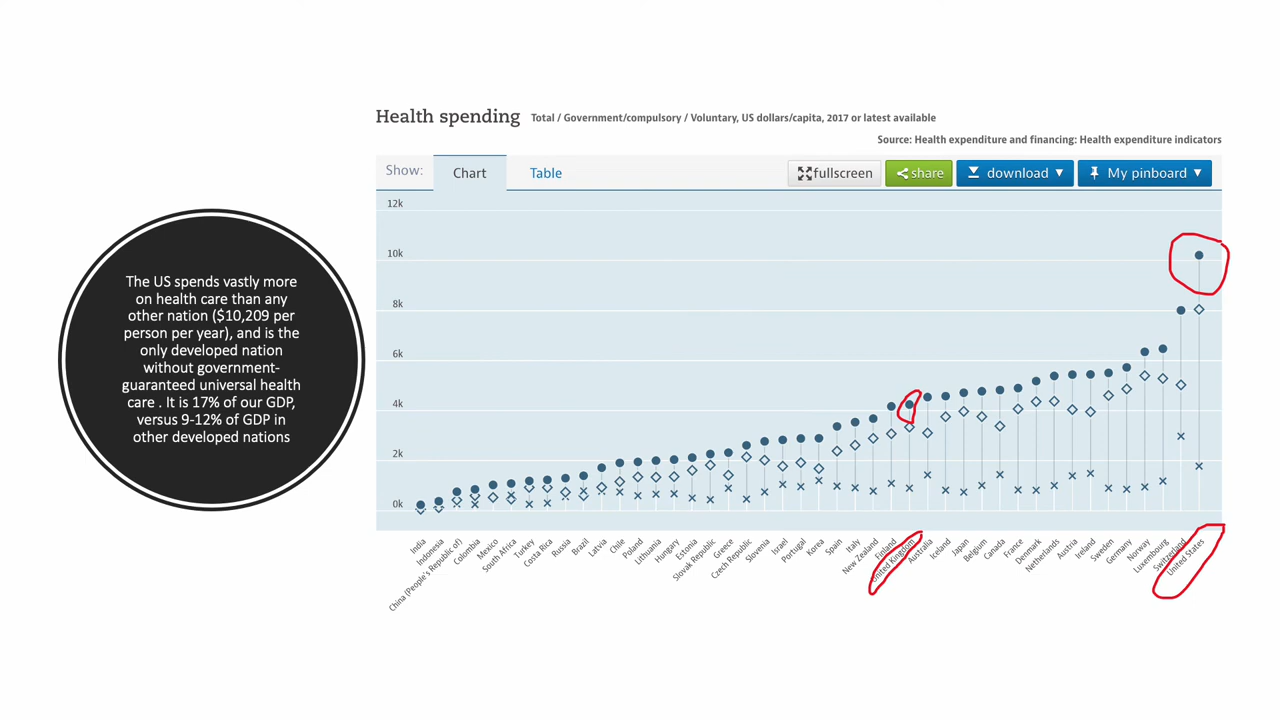 Health spending Total / Government/compulsory / Voluntary, US dollars/capita, 2017 or latest available
Source: Health expenditure and financing: Health expenditure indicators
Show: Chart Table fullscreen share download ▼ My pinboard ▼
The US spends vastly more
on health care than any
other nation ($10,209 per
person per year), and is the
only developed nation
without government-
guaranteed universal health
care . It is 17% of our GDP,
versus 9-12% of GDP in
other developed nations
12k
10k
8k
6k
4k
2k
0k
India
Indonesia
China (People's Republic of)
Colombia
Mexico
South Africa
Turkey
Costa Rica
Russia
Brazil
Latvia
Chile
Poland
Lithuania
Hungary
Estonia
Slovak Republic
Greece
Czech Republic
Slovenia
Israel
Portugal
Korea
Spain
Italy
New Zealand
Finland
United Kingdom
Australia
Iceland
Japan
Belgium
Canada
France
Denmark
Netherlands
Austria
Ireland
Sweden
Germany
Norway
Luxembourg
Switzerland
United States